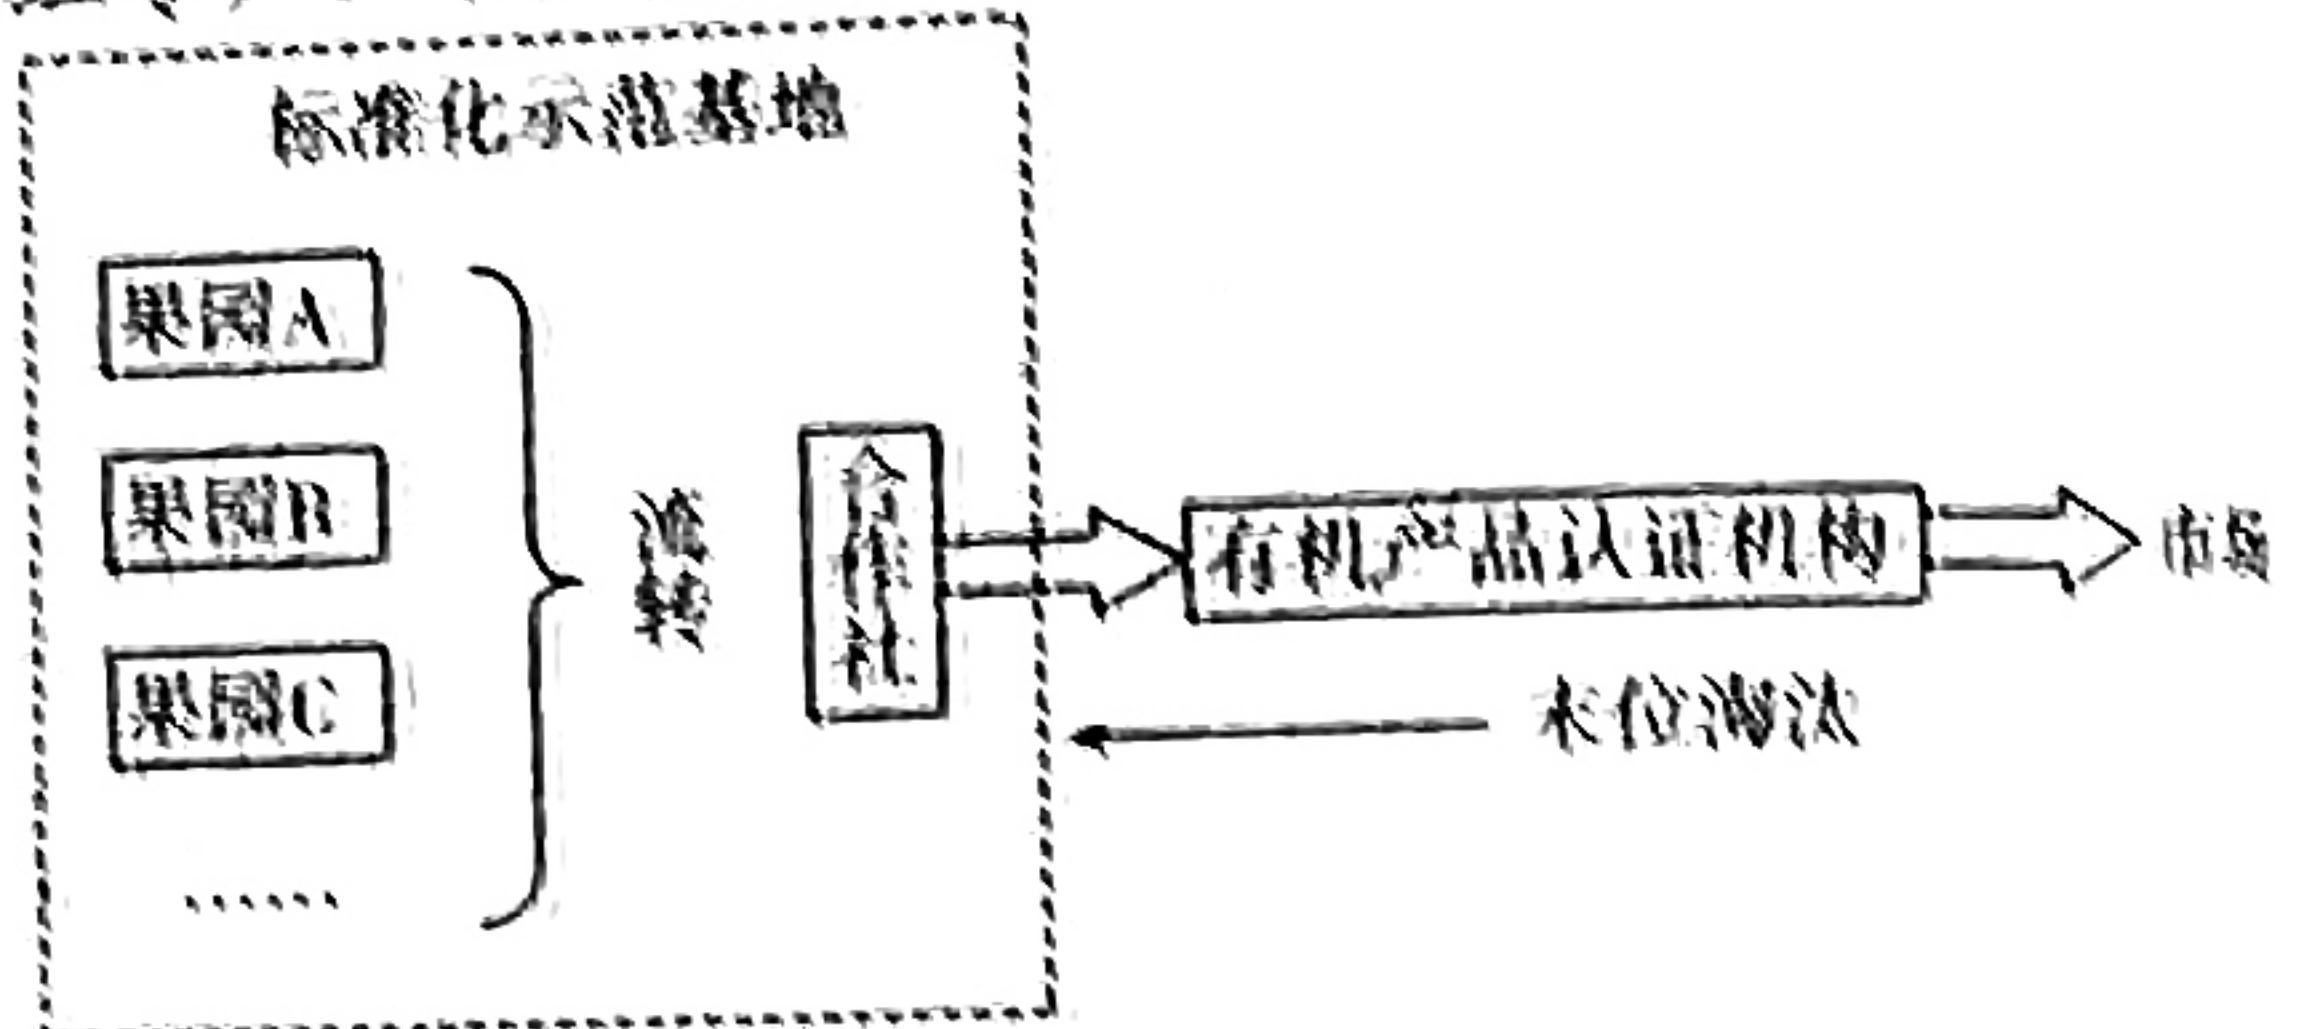 标准化示范基地
果园A
果园B
果园C
……
流转
合作社
有机产品认证机构
市场
末位淘汰